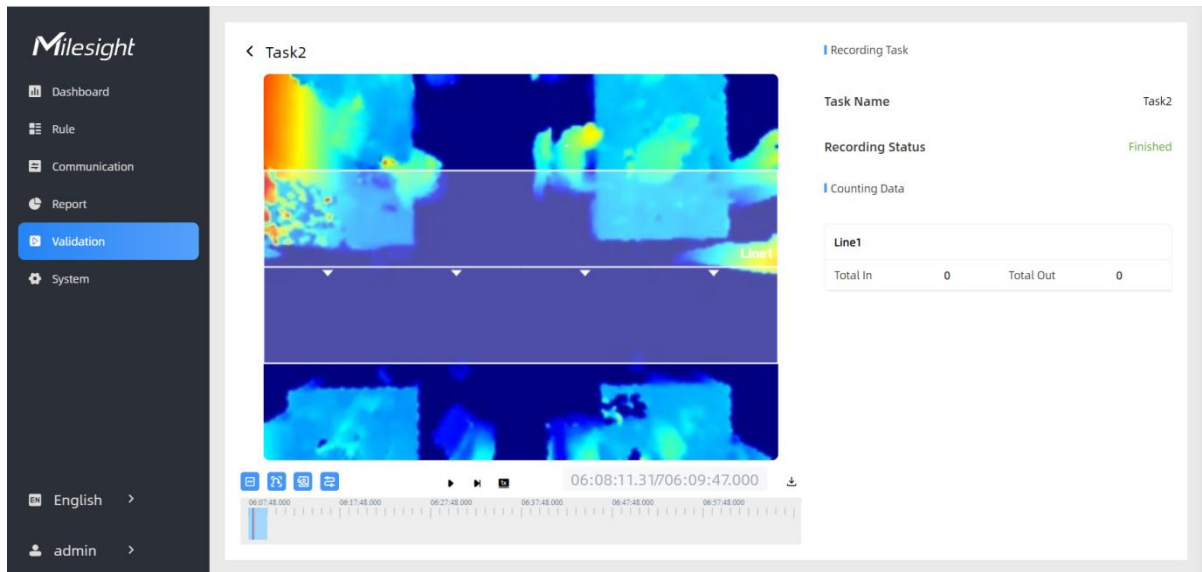 Milesight
Dashboard
Rule
Communication
Report
Validation
System
EN English >
admin >
< Task2
Line1
1x
06:08:11.31/706:09:47.000
06:07:48.000 06:17:48.000 06:27:48.000 06:37:48.000 06:47:48.000 06:57:48.000
Recording Task
Task Name Task2
Recording Status Finished
Counting Data
Line1
Total In 0 Total Out 0